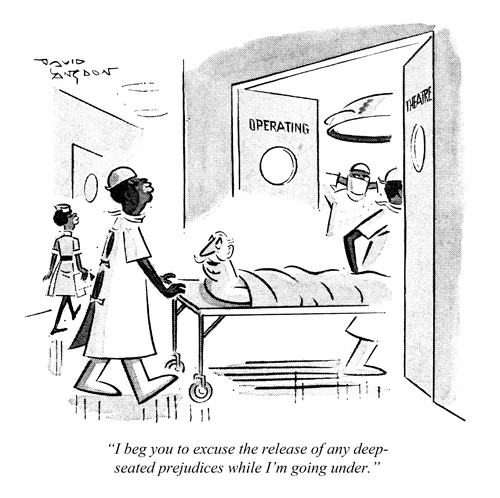 DAVID
LANGDON
OPERATING
THEATRE
“I beg you to excuse the release of any deep-
seated prejudices while I’m going under.”